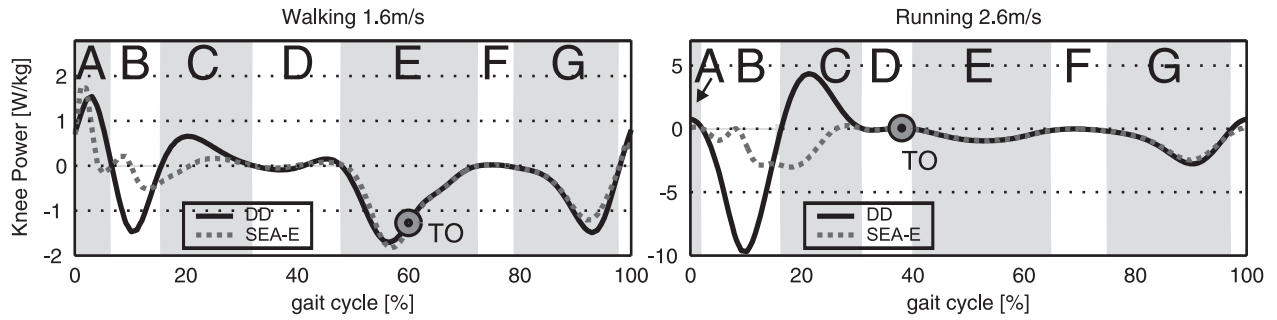 Walking 1.6m/s
Knee Power [W/kg]
A B C D E F G
2
1
0
-1
-2
DD
SEA-E
TO
0 20 40 60 80 100
gait cycle [%]
Running 2.6m/s
A B C D E F G
5
0
-5
-10
TO
DD
SEA-E
0 20 40 60 80 100
gait cycle [%]